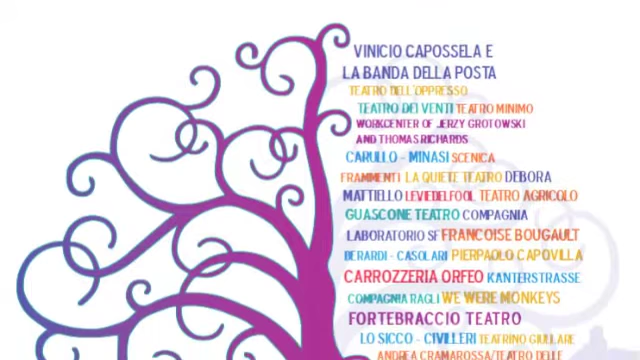 VINICIO CAPOSSELA E
LA BANDA DELLA POSTA
TEATRO DELL'OPPRESSO
TEATRO DEI VENTI TEATRO MINIMO
WORKCENTER OF JERZY GROTOWSKI
AND THOMAS RICHARDS
CARULLO - MINASI SCENICA
FRAMMENTI LA QUIETE TEATRO DEBORA
MATTIELLO LEVIEDELFOOL TEATRO AGRICOLO
GUASCONE TEATRO COMPAGNIA
LABORATORIO SF FRANCOISE BOUGAULT
BERARDI - CASOLARI PIERPAOLO CAPOVILLA
CARROZZERIA ORFEO KANTERSTRASSE
COMPAGNIA RAGLI WE WERE MONKEYS
FORTEBRACCIO TEATRO
LO SICCO - CIVILLERI TEATRINO GIULLARE
ANDREA CRAMAROSSA/TEATRO DELLE